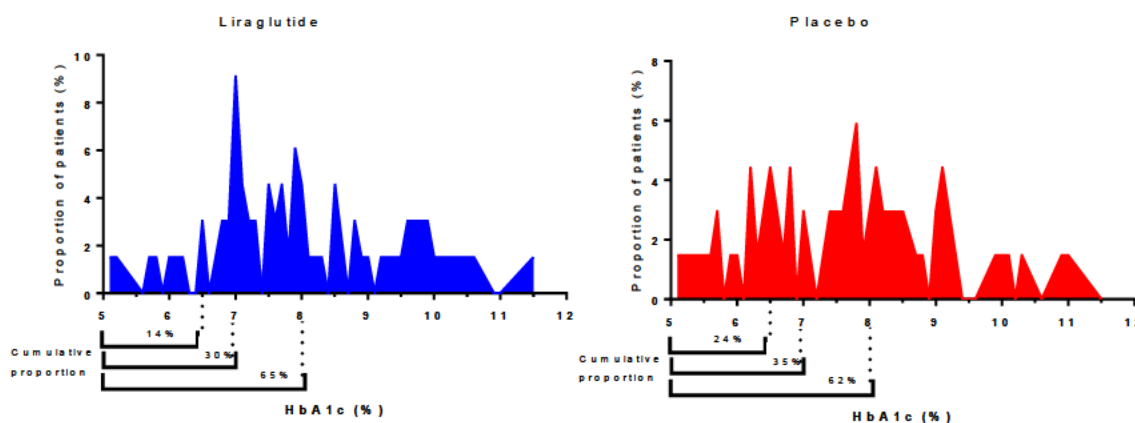 Liraglutide
Proportion of patients (%)
10
8
6
4
2
0
5 6 7 8 9 10 11 12
14%
30%
65%
Cumulative
proportion
HbA1c (%)
Placebo
Proportion of patients (%)
8
6
4
2
0
5 6 7 8 9 10 11 12
24%
35%
62%
Cumulative
proportion
HbA1c (%)